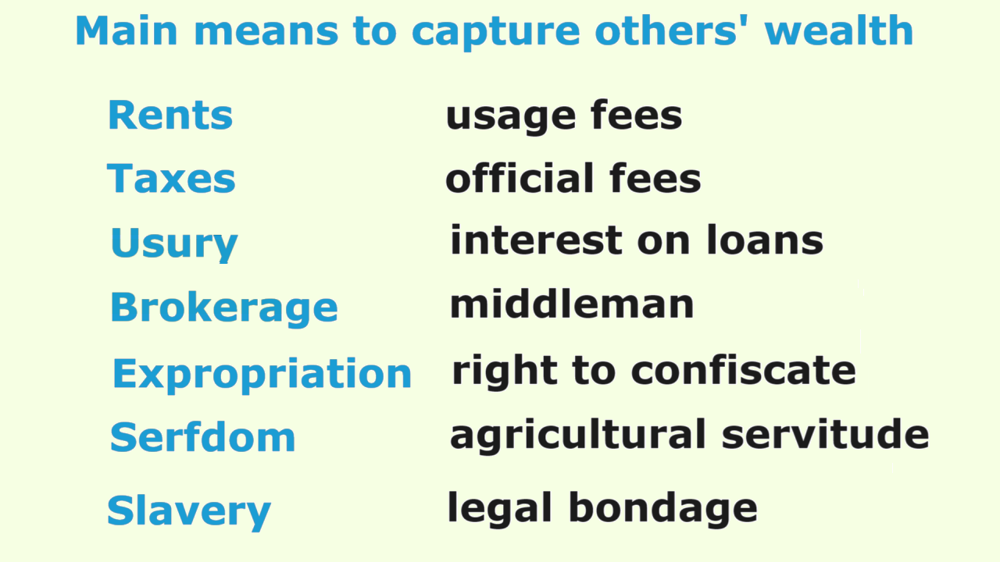 Main means to capture others' wealth
Rents usage fees
Taxes official fees
Usury interest on loans
Brokerage middleman
Expropriation right to confiscate
Serfdom agricultural servitude
Slavery legal bondage